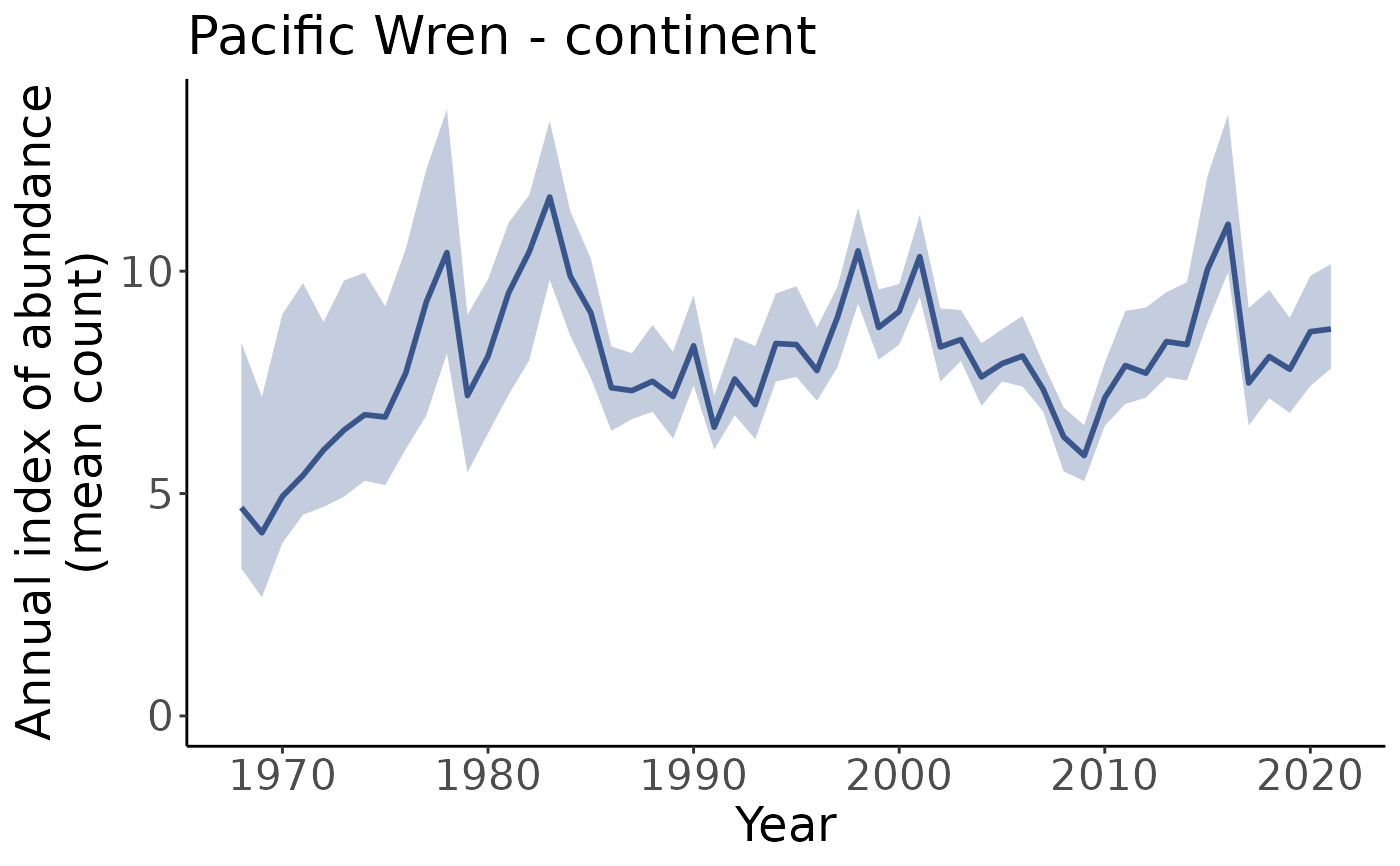 Pacific Wren - continent
Annual index of abundance
(mean count)
10
5
0
1970 1980 1990 2000 2010 2020
Year